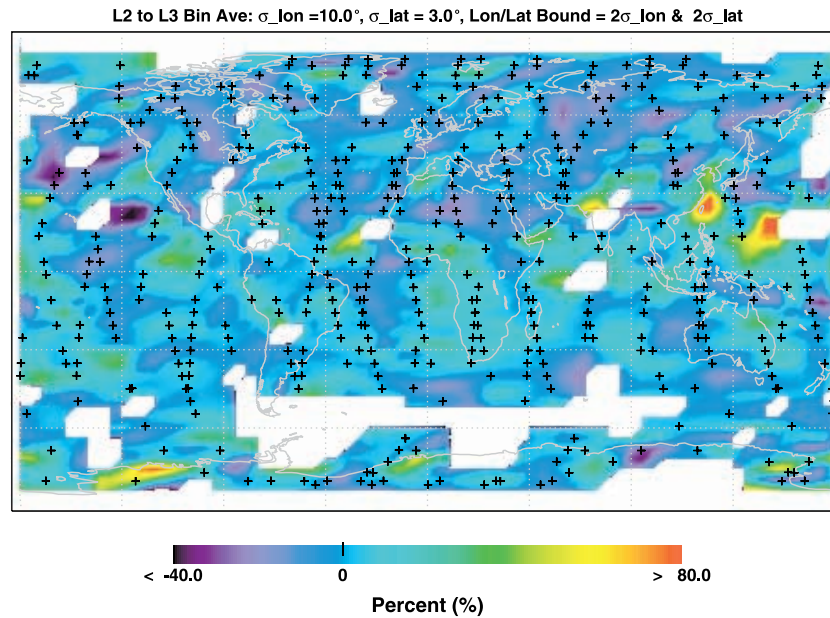 L2 to L3 Bin Ave: σ_lon =10.0°, σ_lat = 3.0°, Lon/Lat Bound = 2σ_lon & 2σ_lat
< -40.0 0 > 80.0
Percent (%)